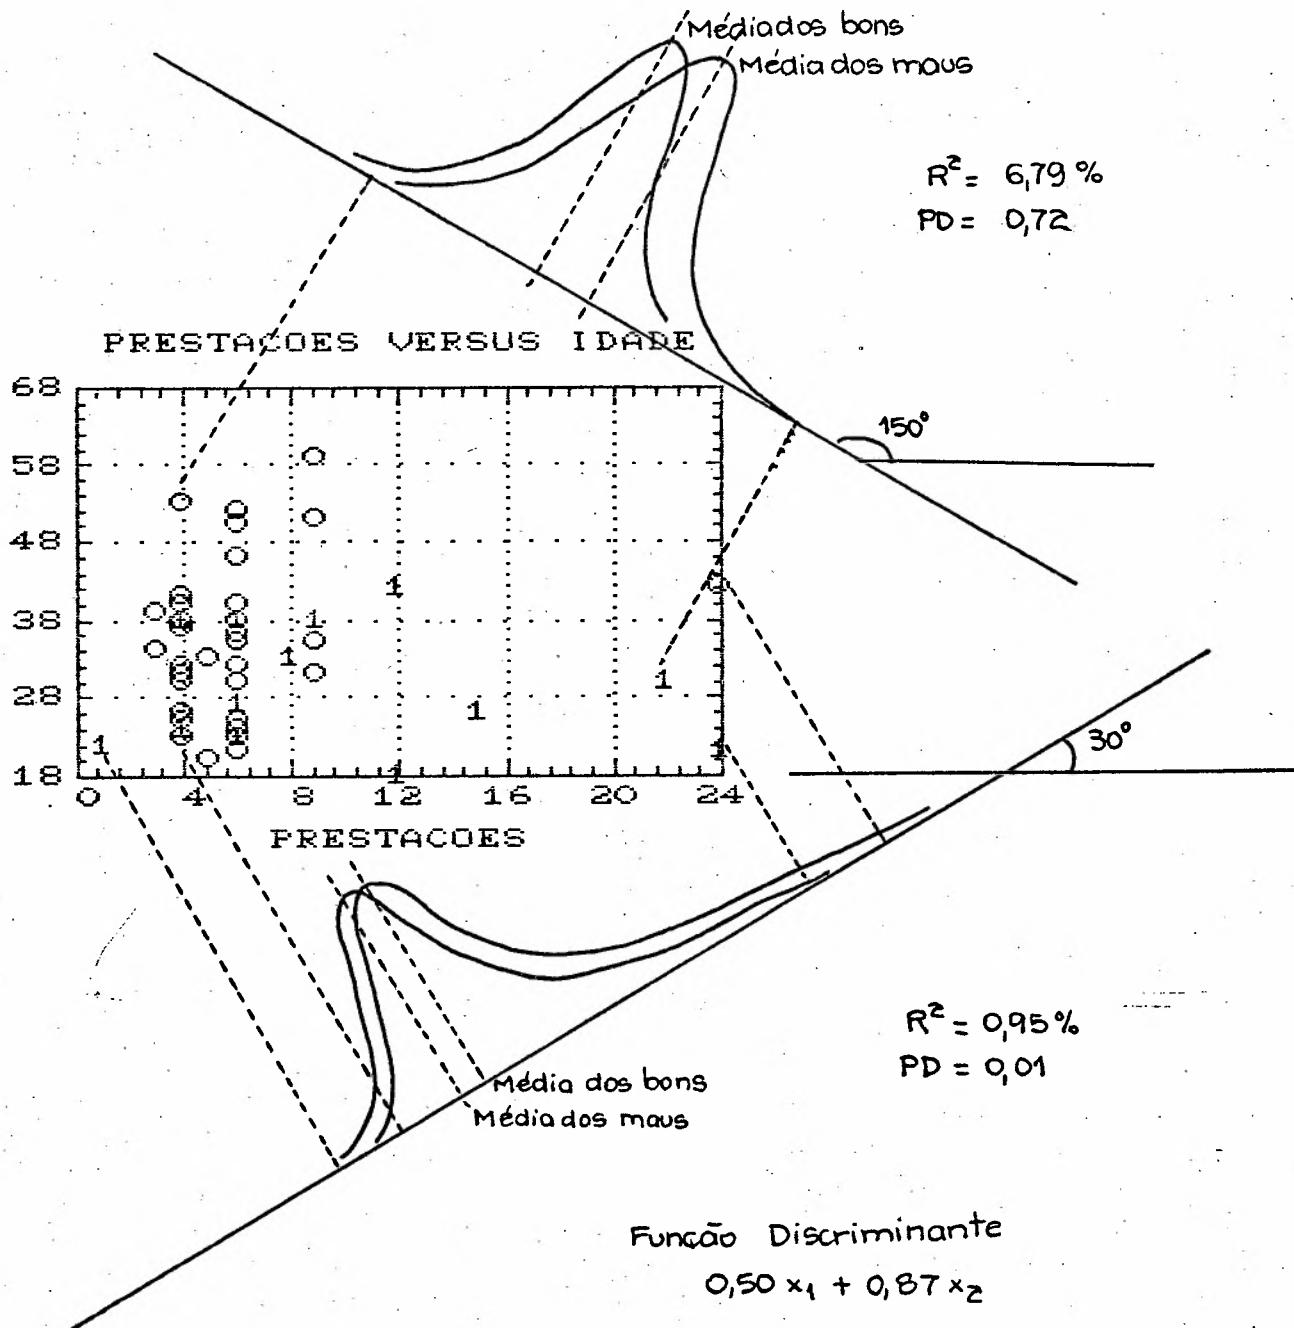 Média dos bons
Média dos maus
R² = 6,79 %
PD = 0,72
PRESTACOES VERSUS IDADE
68
58
48
38
28
18
0 4 8 12 16 20 24
PRESTACOES
150°
30°
Média dos bons
Média dos maus
R² = 0,95 %
PD = 0,01
Função Discriminante
0,50 x₁ + 0,87 x₂